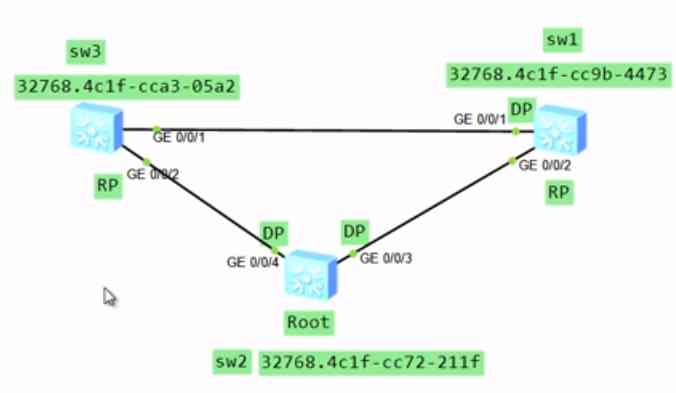 sw3
sw1
32768.4c1f-cca3-05a2
32768.4c1f-cc9b-4473
DP
GE 0/0/1
GE 0/0/1
GE 0/0/2
GE 0/0/2
RP
RP
DP
DP
GE 0/0/4
GE 0/0/3
Root
sw2 32768.4c1f-cc72-211f